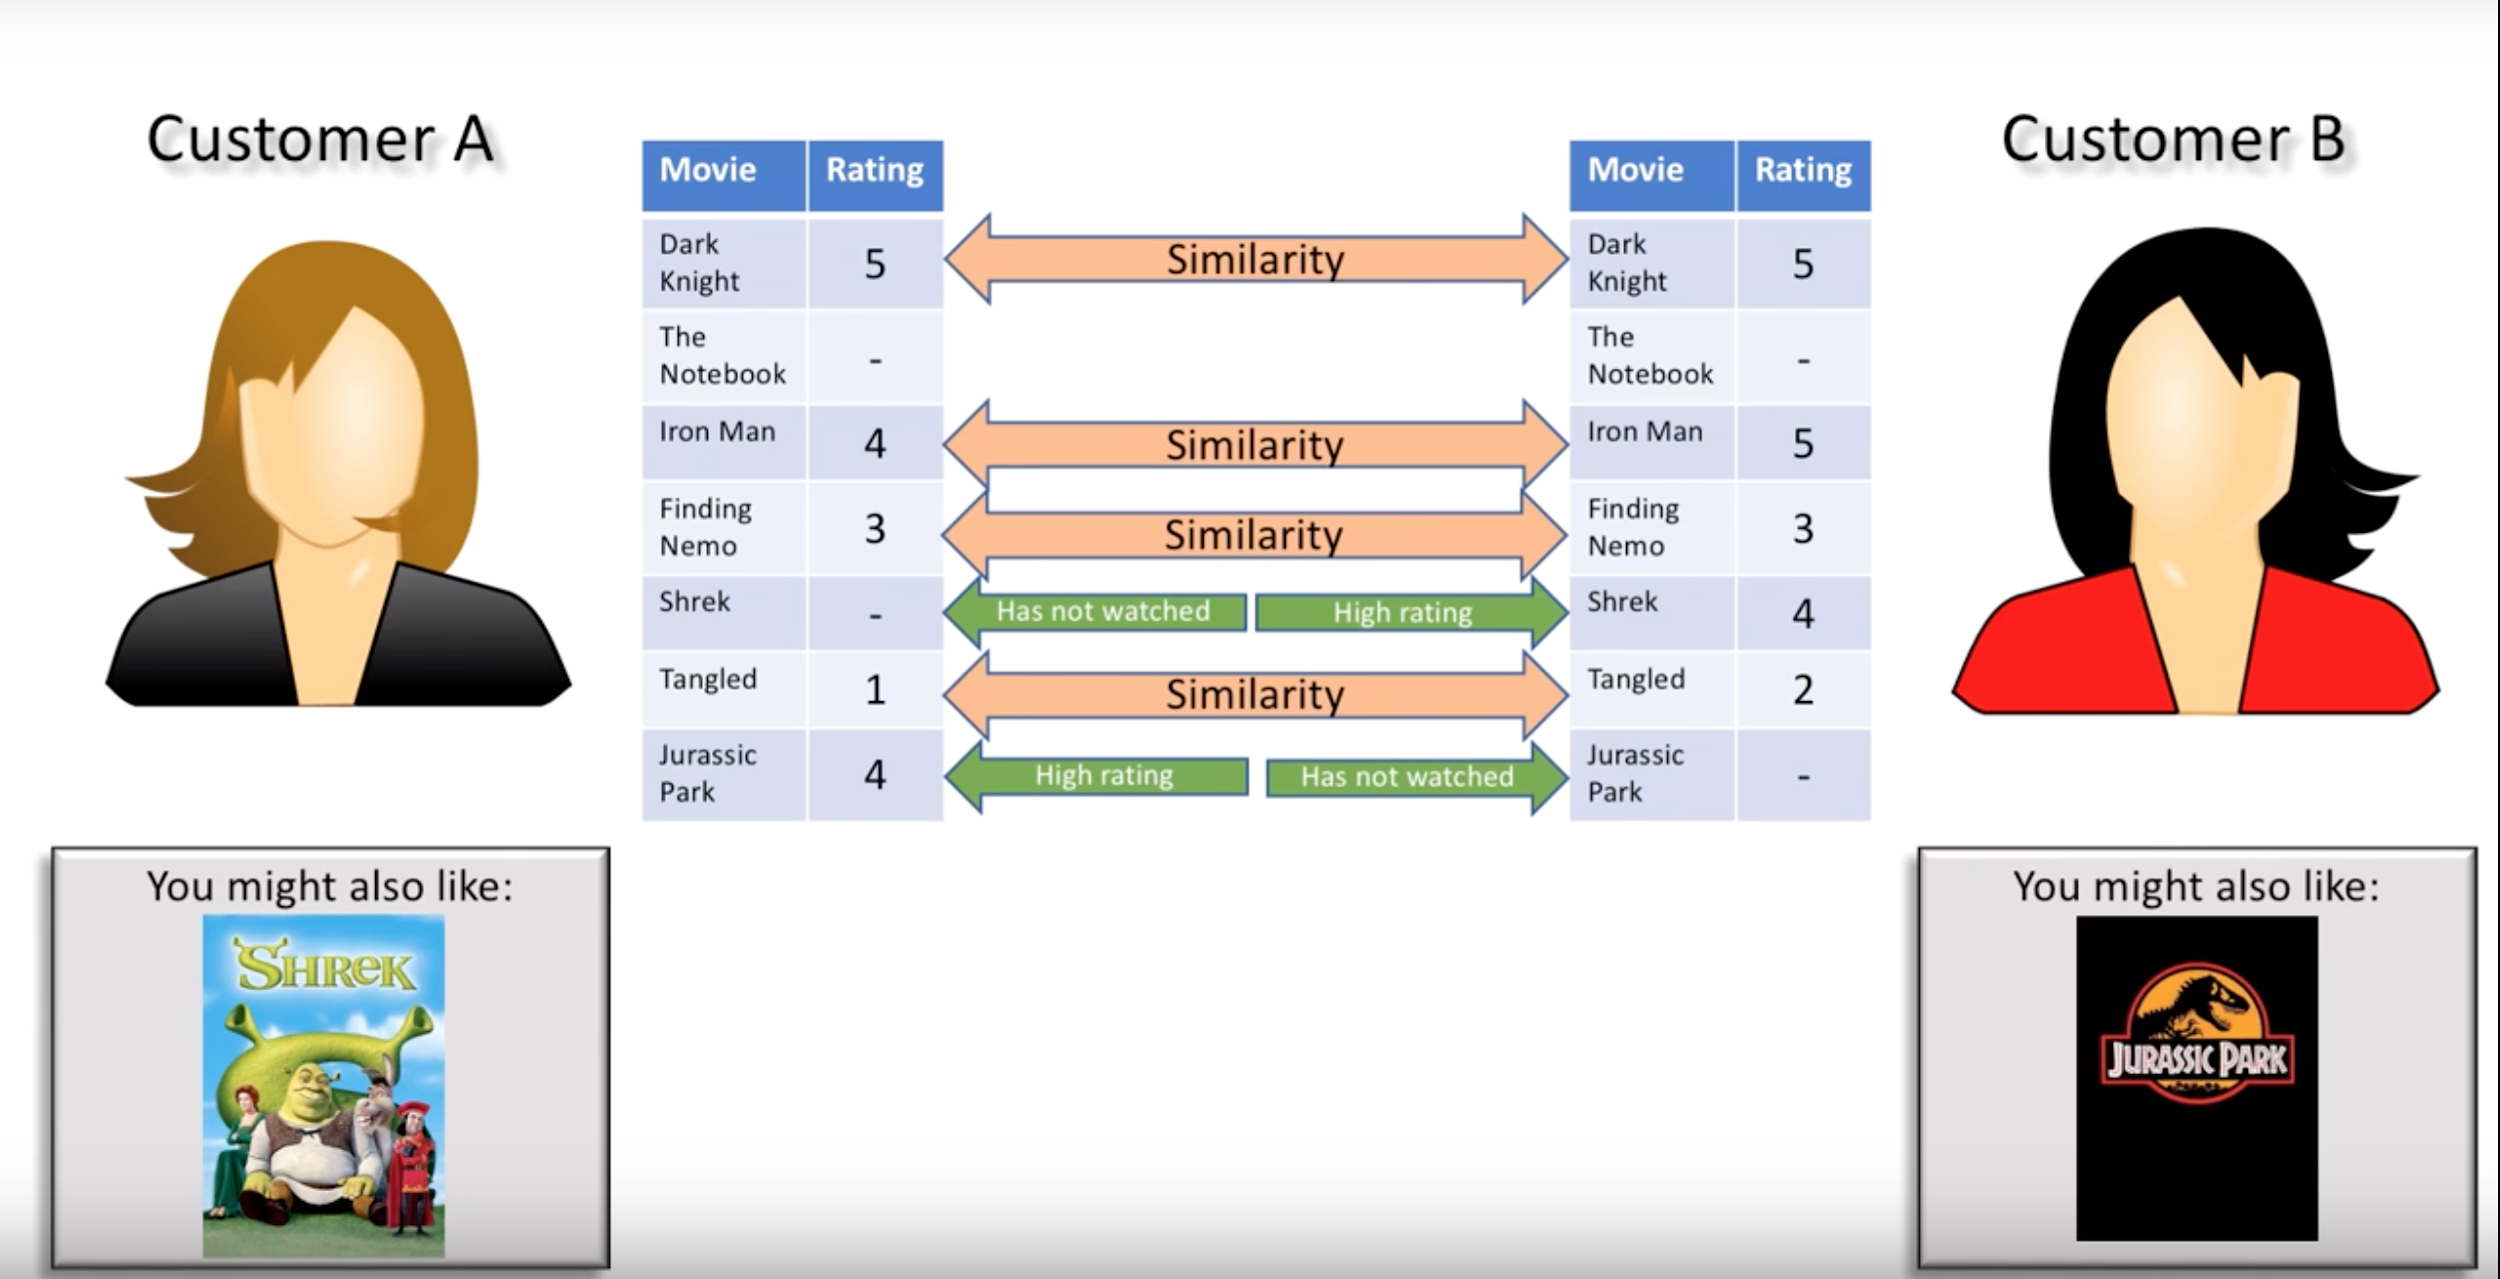 Customer A
Customer B
Movie Rating
Dark
Knight
5
The
Notebook
-
Iron Man
4
Finding
Nemo
3
Shrek
-
Tangled
1
Jurassic
Park
4
Similarity
Similarity
Similarity
Has not watched High rating
Similarity
High rating Has not watched
Movie Rating
Dark
Knight
5
The
Notebook
-
Iron Man
5
Finding
Nemo
3
Shrek
4
Tangled
2
Jurassic
Park
-
You might also like:
SHREK
You might also like:
JURASSIC PARK